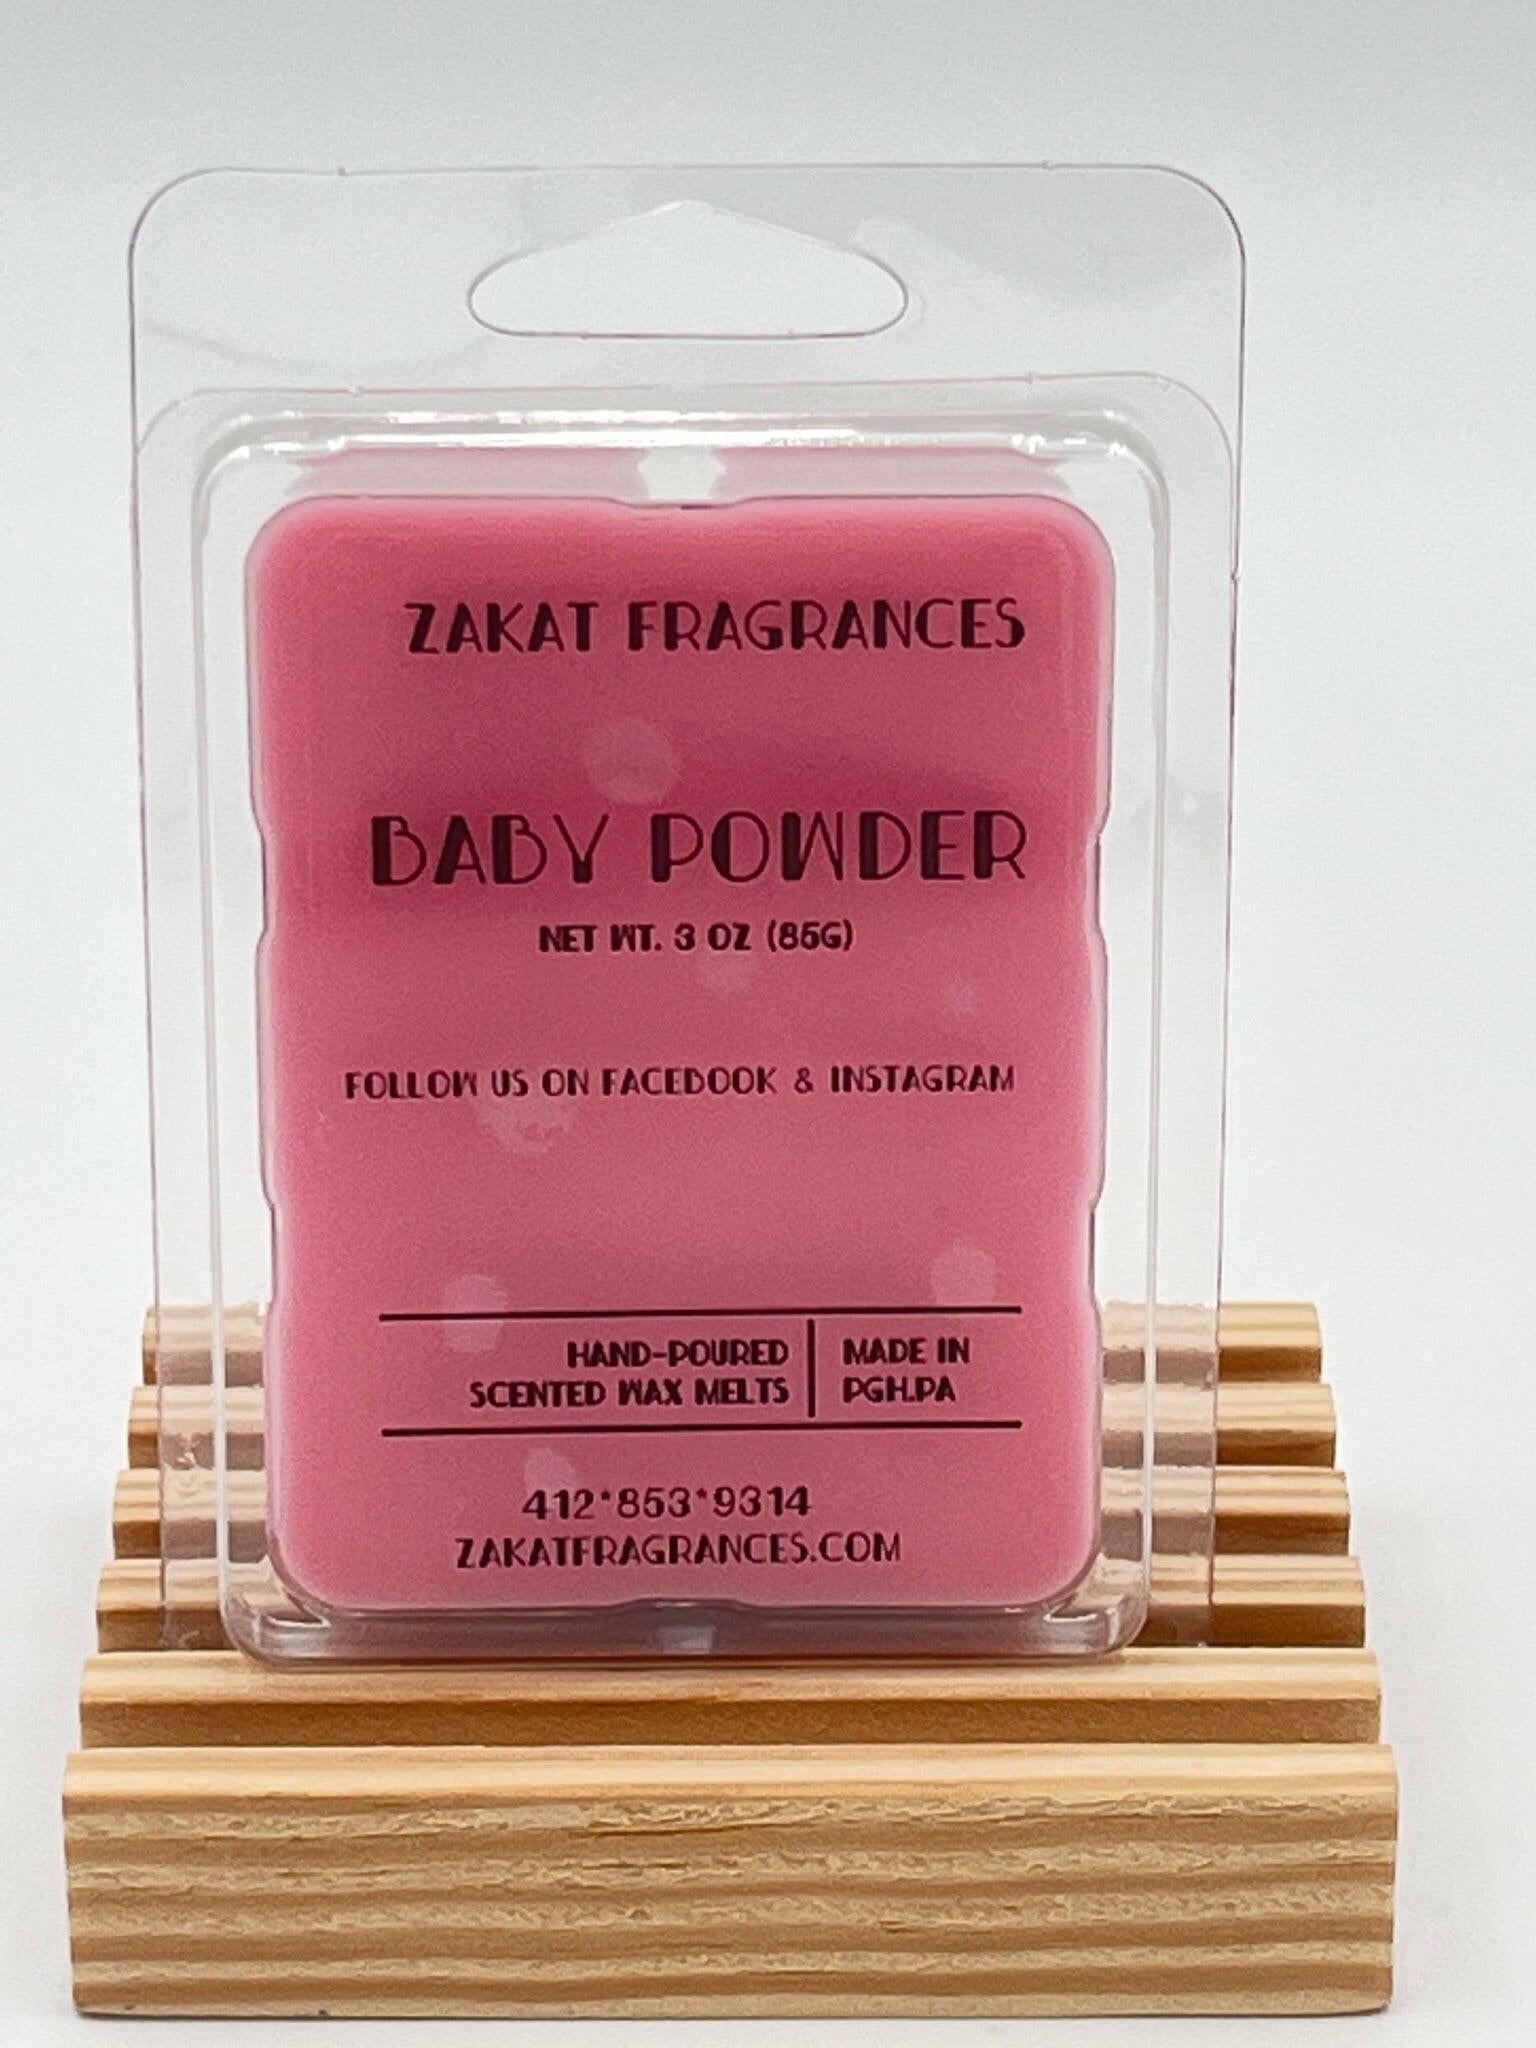 ZAKAT FRAGRANCES
BABY POWDER
NET WT. 3 OZ (85G)
FOLLOW US ON FACEBOOK & INSTAGRAM
HAND-POURED
SCENTED WAX MELTS
MADE IN
PGH.PA
412*853*9314
ZAKATFRAGRANCES.COM